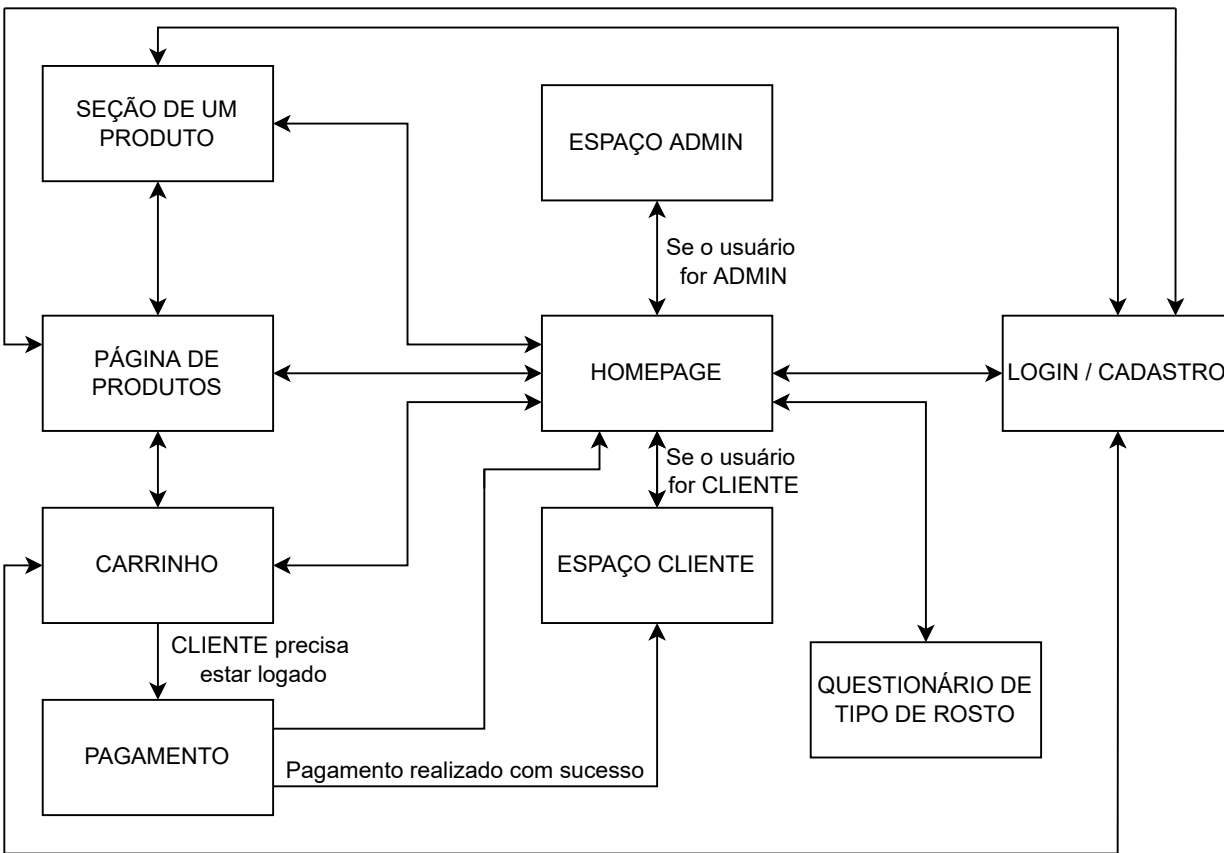 SEÇÃO DE UM
PRODUTO
ESPAÇO ADMIN
Se o usuário
for ADMIN
PÁGINA DE
PRODUTOS
HOMEPAGE
LOGIN / CADASTRO
Se o usuário
for CLIENTE
CARRINHO
ESPAÇO CLIENTE
CLIENTE precisa
estar logado
QUESTIONÁRIO DE
TIPO DE ROSTO
PAGAMENTO
Pagamento realizado com sucesso